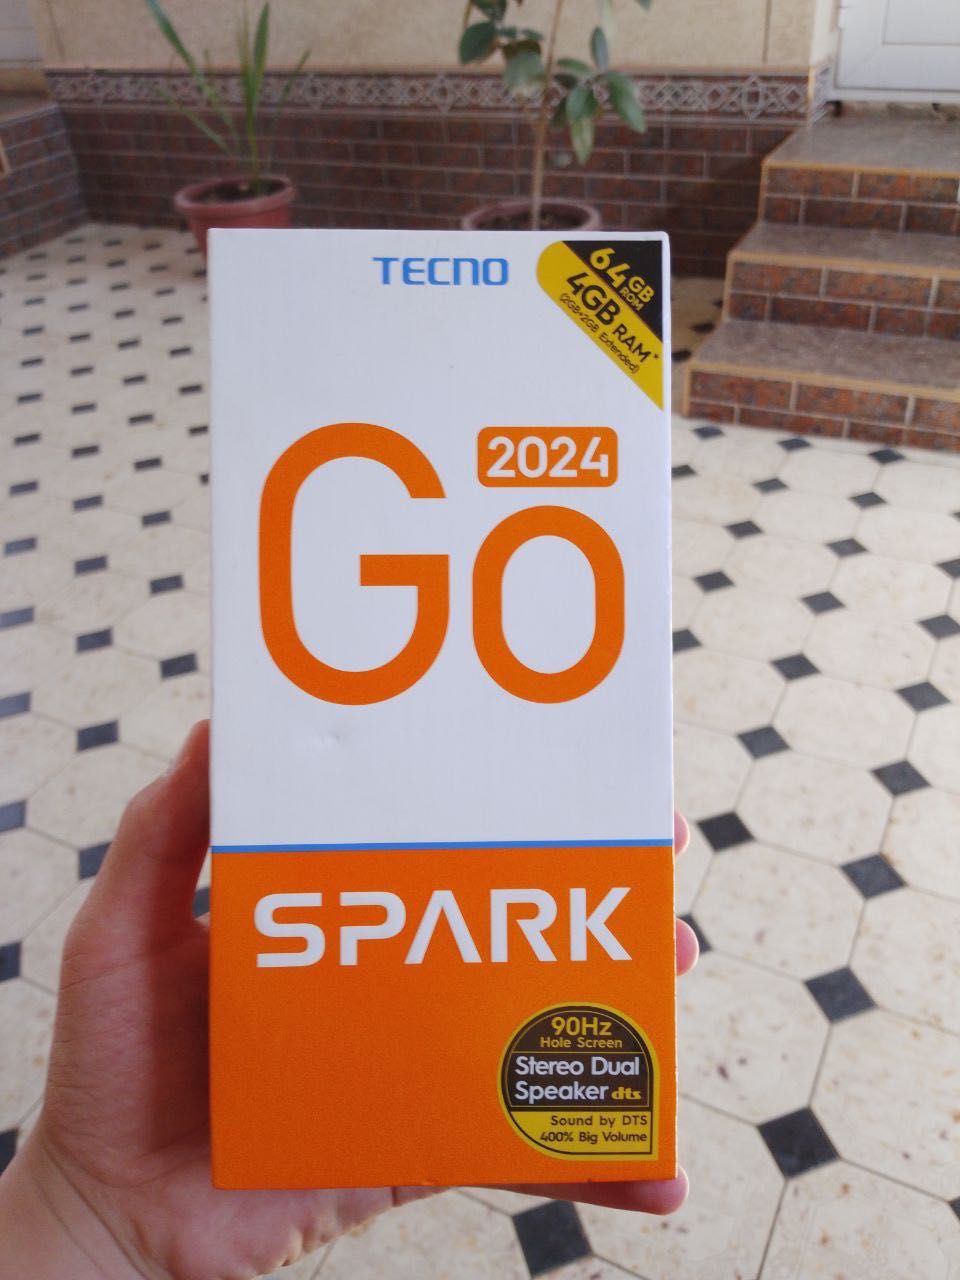 TECNO
64GB ROM
4GB RAM*
(2GB+2GB Extended)
2024
Go
SPARK
90Hz
Hole Screen
Stereo Dual
Speaker dts
Sound by DTS
400% Big Volume